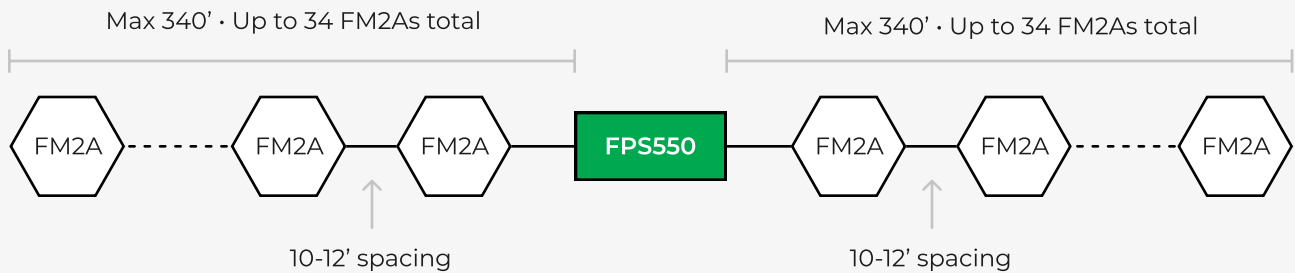 Max 340’ • Up to 34 FM2As total
Max 340’ • Up to 34 FM2As total
FM2A
FM2A
FM2A
FPS550
FM2A
FM2A
FM2A
10-12’ spacing
10-12’ spacing